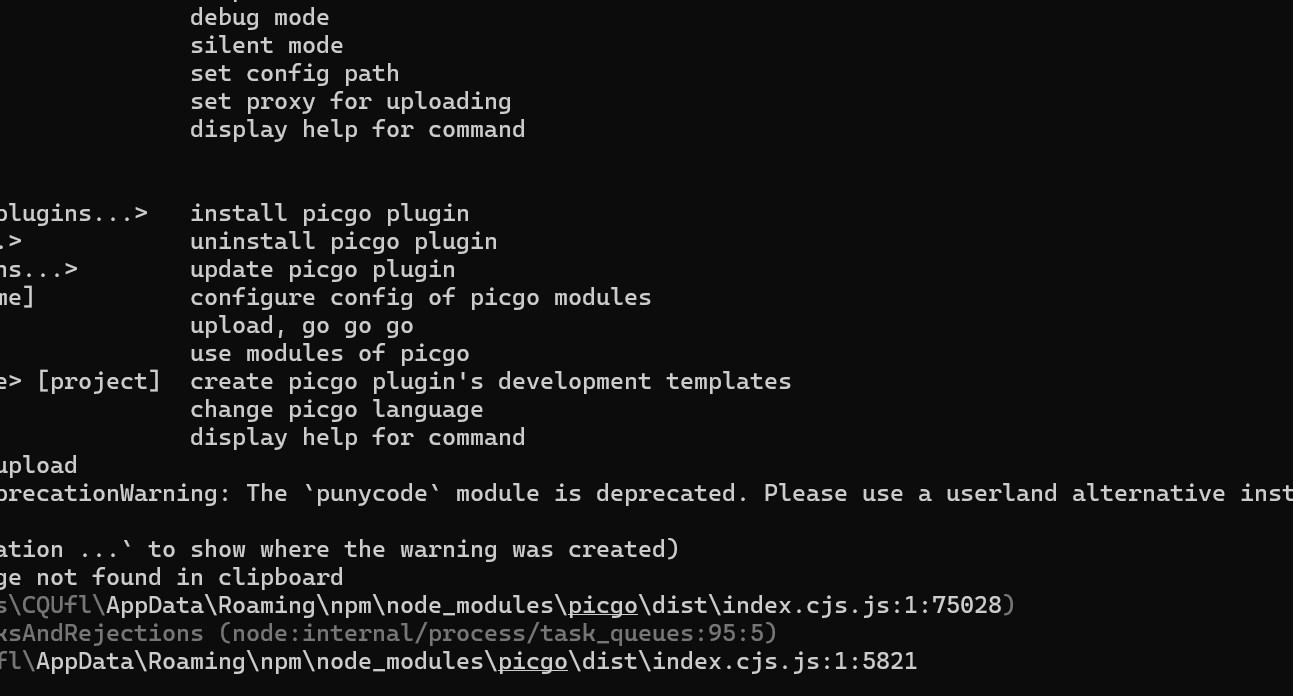 debug mode
silent mode
set config path
set proxy for uploading
display help for command
plugins...> install picgo plugin
.> uninstall picgo plugin
ns...> update picgo plugin
me] configure config of picgo modules
upload, go go go
use modules of picgo
e> [project] create picgo plugin's development templates
change picgo language
display help for command
upload
precationWarning: The `punycode` module is deprecated. Please use a userland alternative inst
ation ...` to show where the warning was created)
ge not found in clipboard
s\CQUfl\AppData\Roaming\npm\node_modules\picgo\dist\index.cjs.js:1:75028)
ksAndRejections (node:internal/process/task_queues:95:5)
fl\AppData\Roaming\npm\node_modules\picgo\dist\index.cjs.js:1:5821